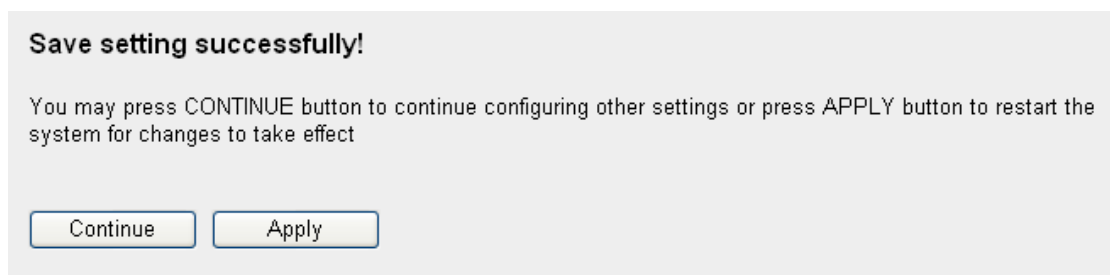 Save setting successfully!
You may press CONTINUE button to continue configuring other settings or press APPLY button to restart the
system for changes to take effect
Continue Apply